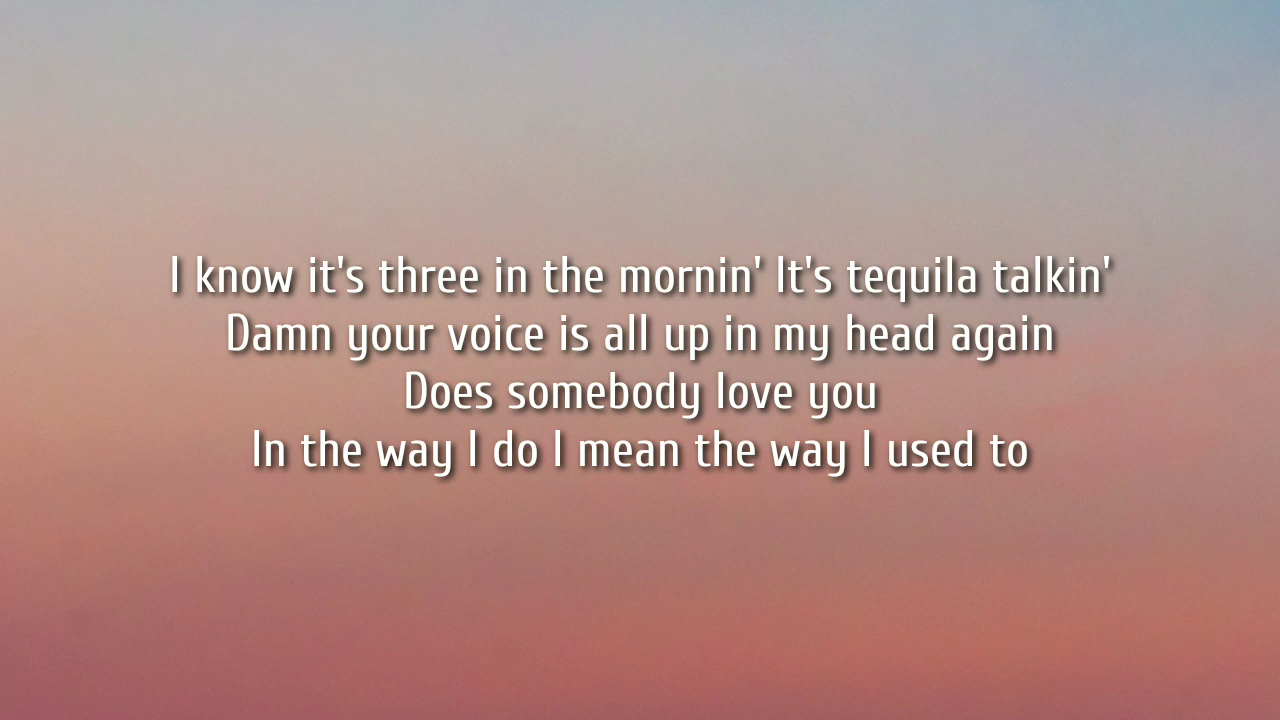 I know it's three in the mornin' It's tequila talkin'
Damn your voice is all up in my head again
Does somebody love you
In the way I do I mean the way I used to